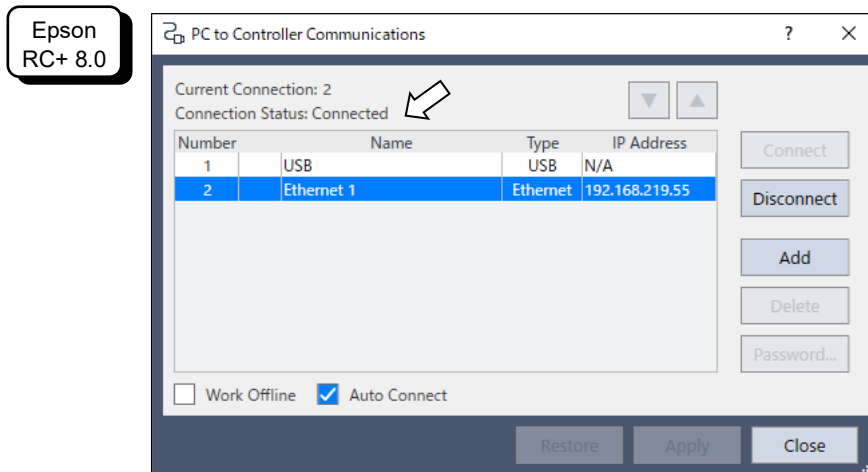 Epson
RC+ 8.0
PC to Controller Communications
?
Current Connection: 2
Connection Status: Connected
Number Name Type IP Address
1 USB USB N/A
2 Ethernet 1 Ethernet 192.168.219.55
Connect
Disconnect
Add
Delete
Password...
Work Offline Auto Connect
Restore Apply Close